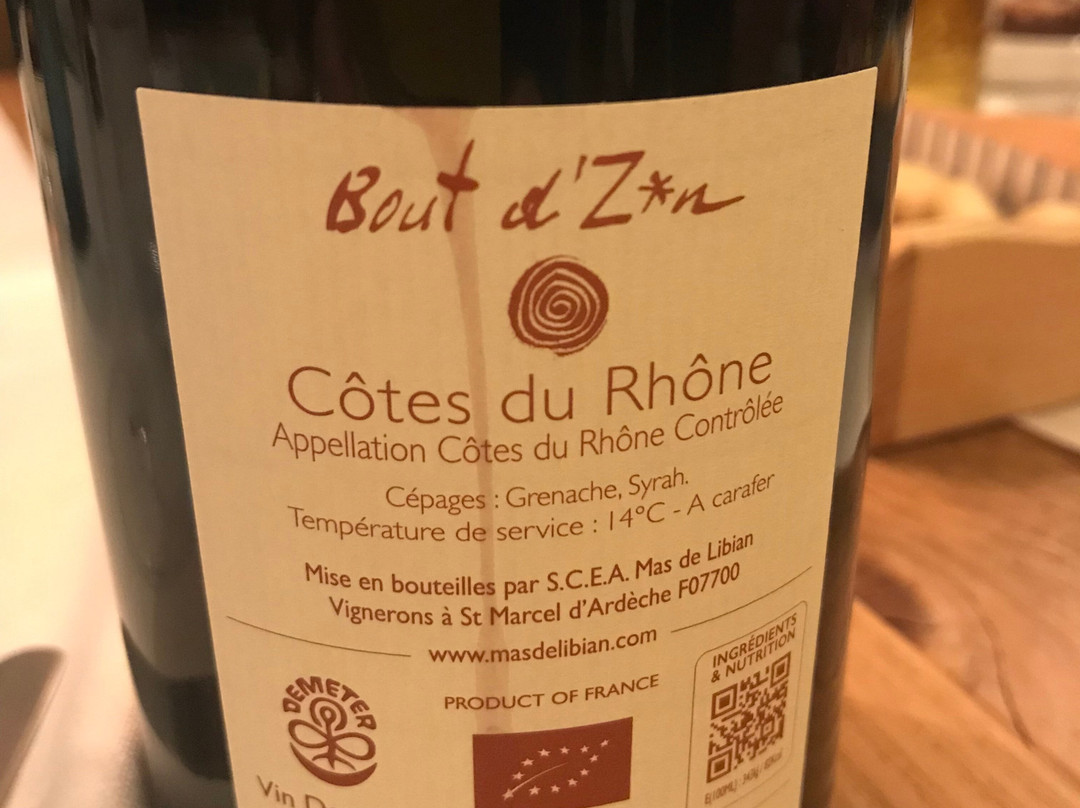 Bout d'Z*n
Côtes du Rhône
Appellation Côtes du Rhône Contrôlée
Cépages : Grenache, Syrah.
Température de service : 14°C - A carafer
Mise en bouteilles par S.C.E.A. Mas de Libian
Vignerons à St Marcel d'Ardèche F07700
www.masdelibian.com
DEMETER
Vin
PRODUCT OF FRANCE
INGRÉDIENTS
& NUTRITION